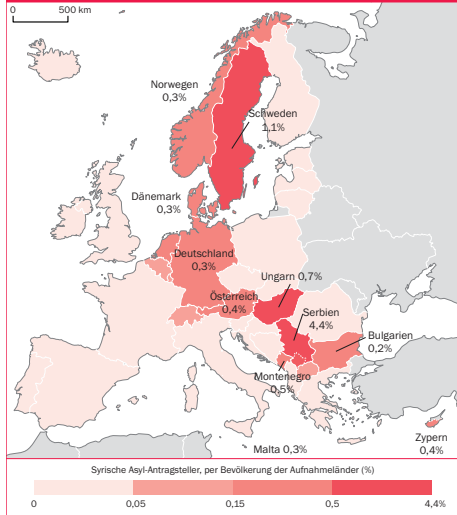 0 500 km
Norwegen
0,3%
Schweden
1,1%
Dänemark
0,3%
Deutschland
0,3%
Ungarn 0,7%
Österreich
0,4%
Serbien
4,4%
Bulgarien
0,2%
Montenegro
0,5%
Malta 0,3%
Zypern
0,4%
Syrische Asyl-Antragsteller, per Bevölkerung der Aufnahmeländer (%)
0 0,05 0,15 0,5 4,4%